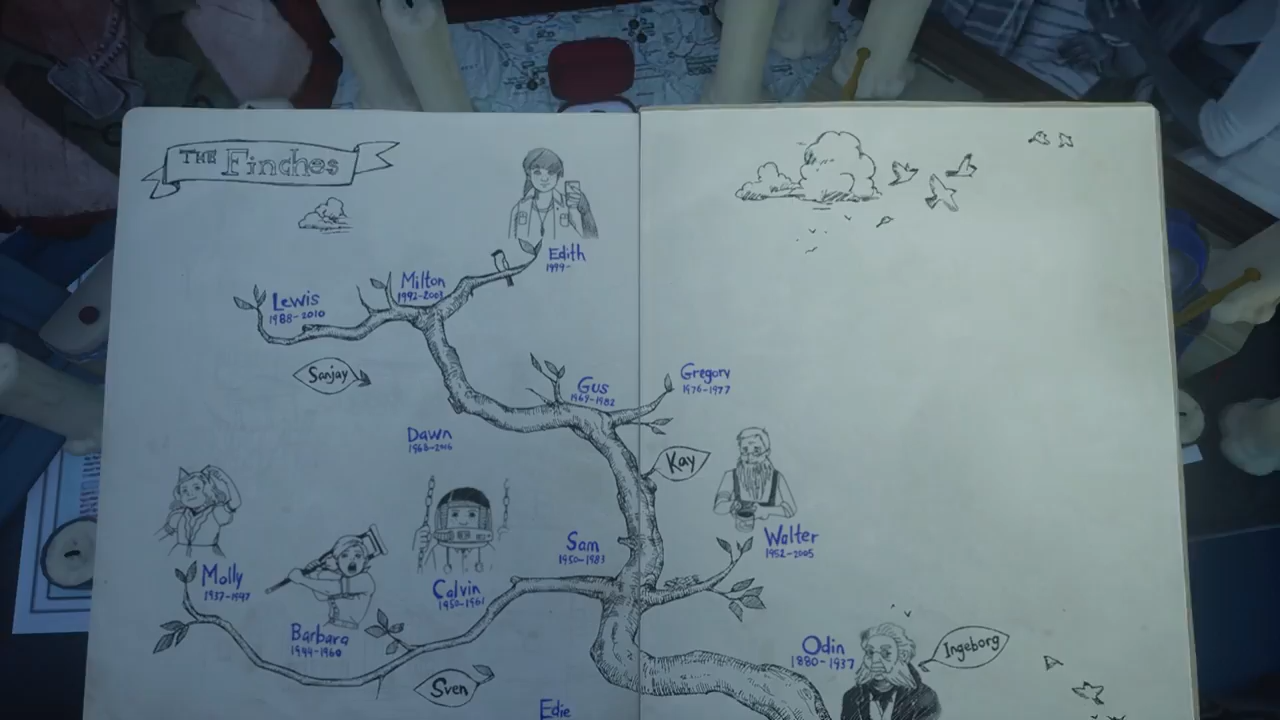 THE Finches
Edith
1999-
Milton
1992-2003
Lewis
1988-2010
Sanjay
Gus
1969-1982
Gregory
1976-1977
Dawn
1968-2016
Kay
Walter
1952-2005
Sam
1950-1983
Calvin
1950-1961
Molly
1937-1947
Barbara
1944-1960
Sven
Odin
1880-1937
Ingeborg
Edie